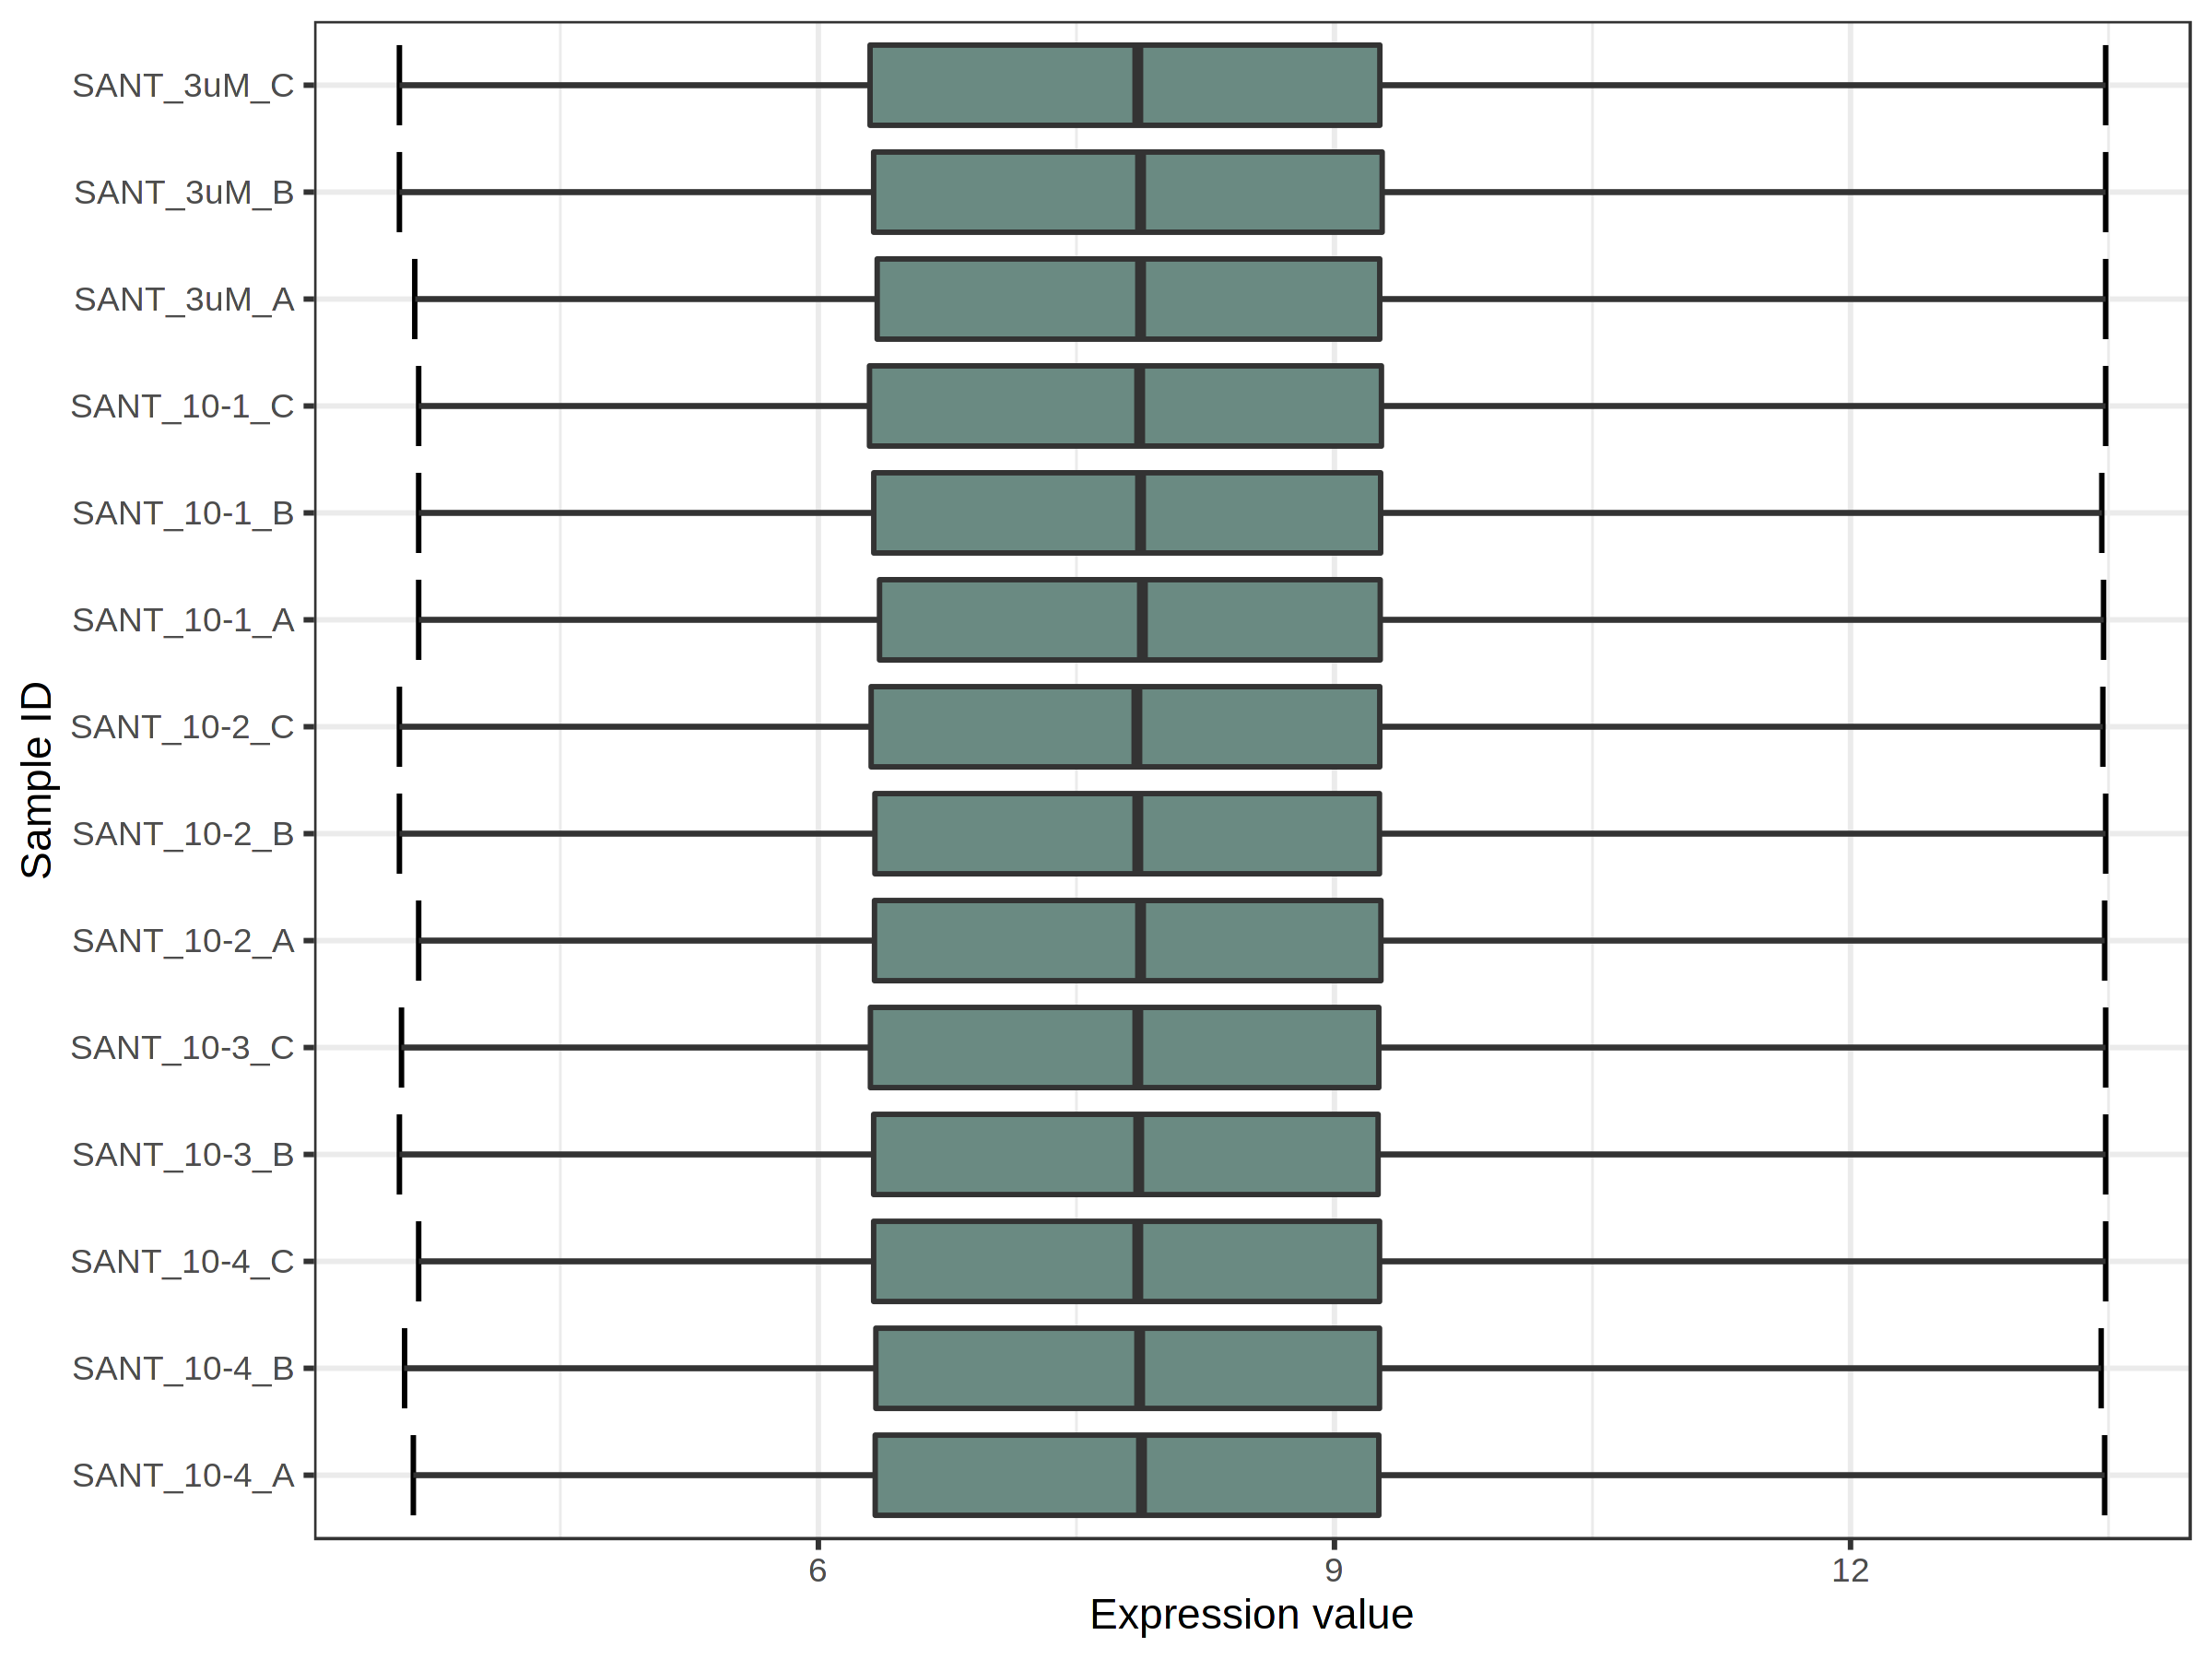 SANT_3uM_C
SANT_3uM_B
SANT_3uM_A
SANT_10-1_C
SANT_10-1_B
SANT_10-1_A
SANT_10-2_C
SANT_10-2_B
SANT_10-2_A
SANT_10-3_C
SANT_10-3_B
SANT_10-4_C
SANT_10-4_B
SANT_10-4_A
Sample ID
6 9 12
Expression value